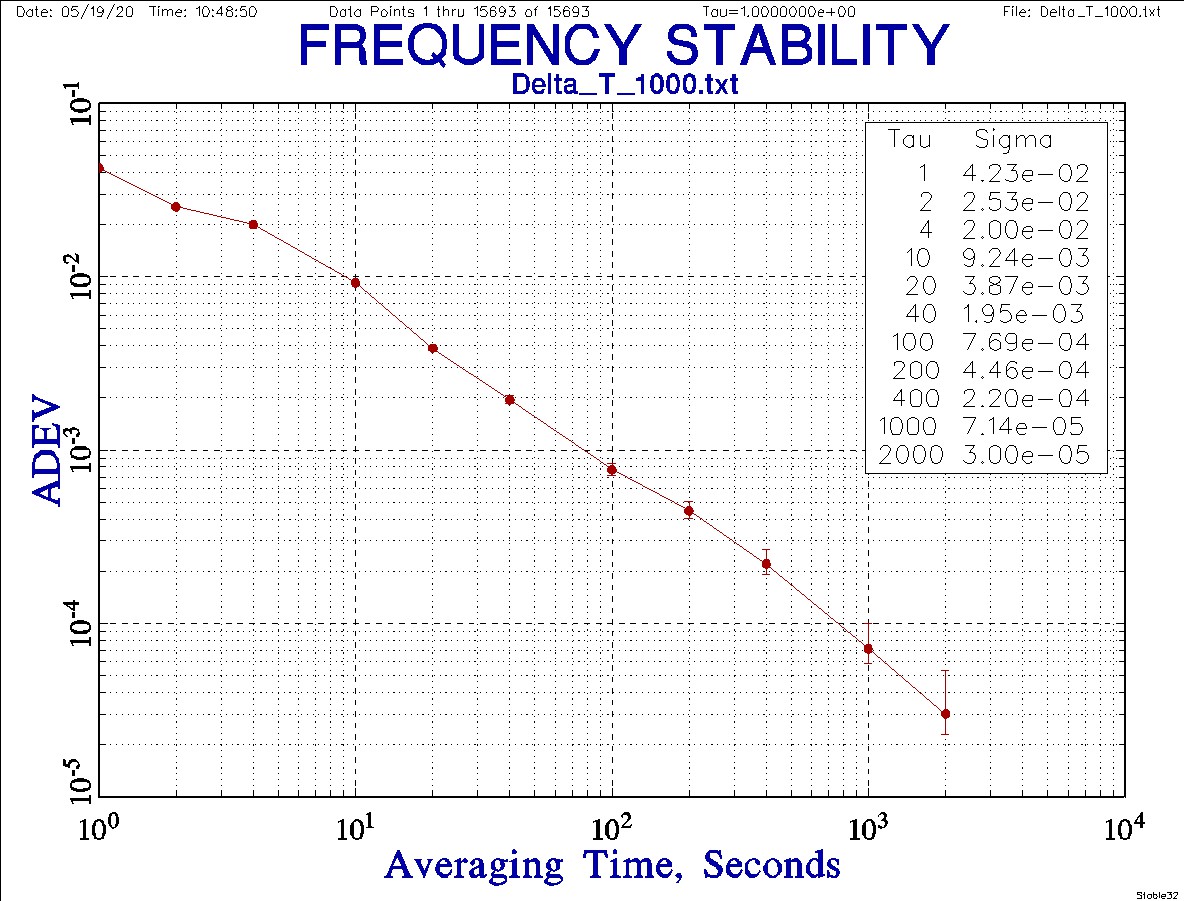 Date: 05/19/20 Time: 10:48:50 Data Points 1 thru 15693 of 15693 Tau=1.0000000e+00 File: Delta_T_1000.txt
FREQUENCY STABILITY
Delta_T_1000.txt
Tau Sigma
1 4.23e-02
2 2.53e-02
4 2.00e-02
10 9.24e-03
20 3.87e-03
40 1.95e-03
100 7.69e-04
200 4.46e-04
400 2.20e-04
1000 7.14e-05
2000 3.00e-05
ADEV
10⁻¹
10⁻²
10⁻³
10⁻⁴
10⁻⁵
10⁰ 10¹ 10² 10³ 10⁴
Averaging Time, Seconds
Stable32